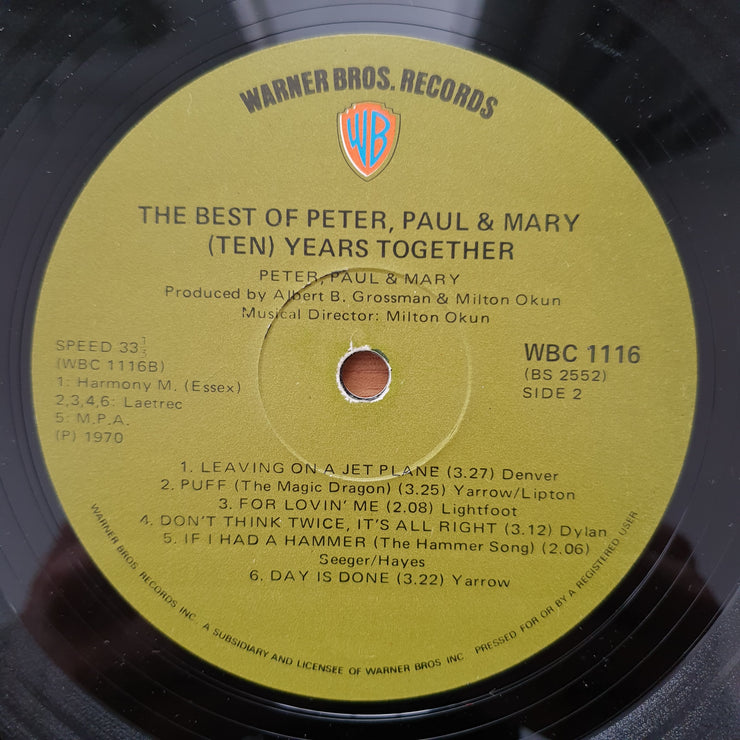 WARNER BROS. RECORDS
WB
THE BEST OF PETER, PAUL & MARY
(TEN) YEARS TOGETHER
PETER, PAUL & MARY
Produced by Albert B. Grossman & Milton Okun
Musical Director: Milton Okun
SPEED 33⅓
(WBC 1116B)
1: Harmony M. (Essex)
2,3,4,6: Laetrec
5: M.P.A.
(P) 1970
WBC 1116
(BS 2552)
SIDE 2
1. LEAVING ON A JET PLANE (3.27) Denver
2. PUFF (The Magic Dragon) (3.25) Yarrow/Lipton
3. FOR LOVIN' ME (2.08) Lightfoot
4. DON'T THINK TWICE, IT'S ALL RIGHT (3.12) Dylan
5. IF I HAD A HAMMER (The Hammer Song) (2.06)
Seeger/Hayes
6. DAY IS DONE (3.22) Yarrow
WARNER BROS. RECORDS INC. A SUBSIDIARY AND LICENSEE OF WARNER BROS INC. PRESSED FOR OR BY A REGISTERED USER